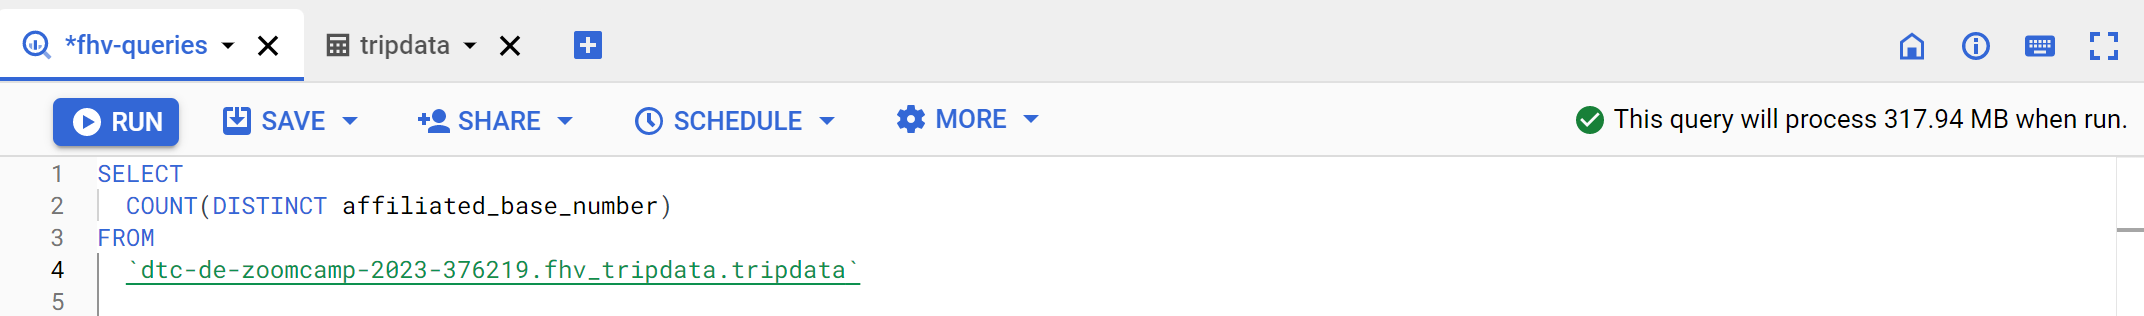 *fhv-queries tripdata
RUN SAVE SHARE SCHEDULE MORE This query will process 317.94 MB when run.
1 SELECT
2 COUNT(DISTINCT affiliated_base_number)
3 FROM
4 `dtc-de-zoomcamp-2023-376219.fhv_tripdata.tripdata`
5